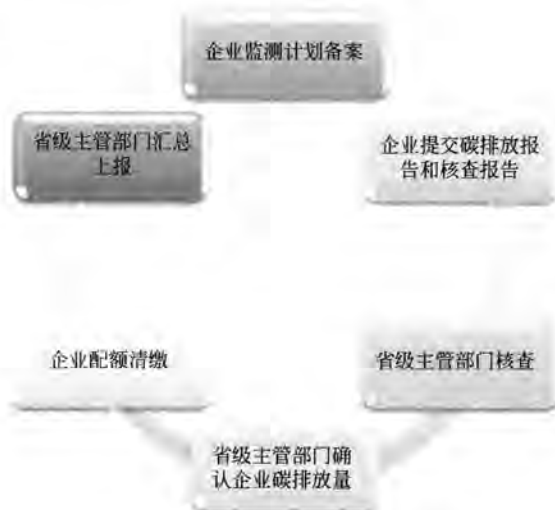 企业监测计划备案
省级主管部门汇总
上报
企业提交碳排放报
告和核查报告
企业配额清缴
省级主管部门核查
省级主管部门确
认企业碳排放量